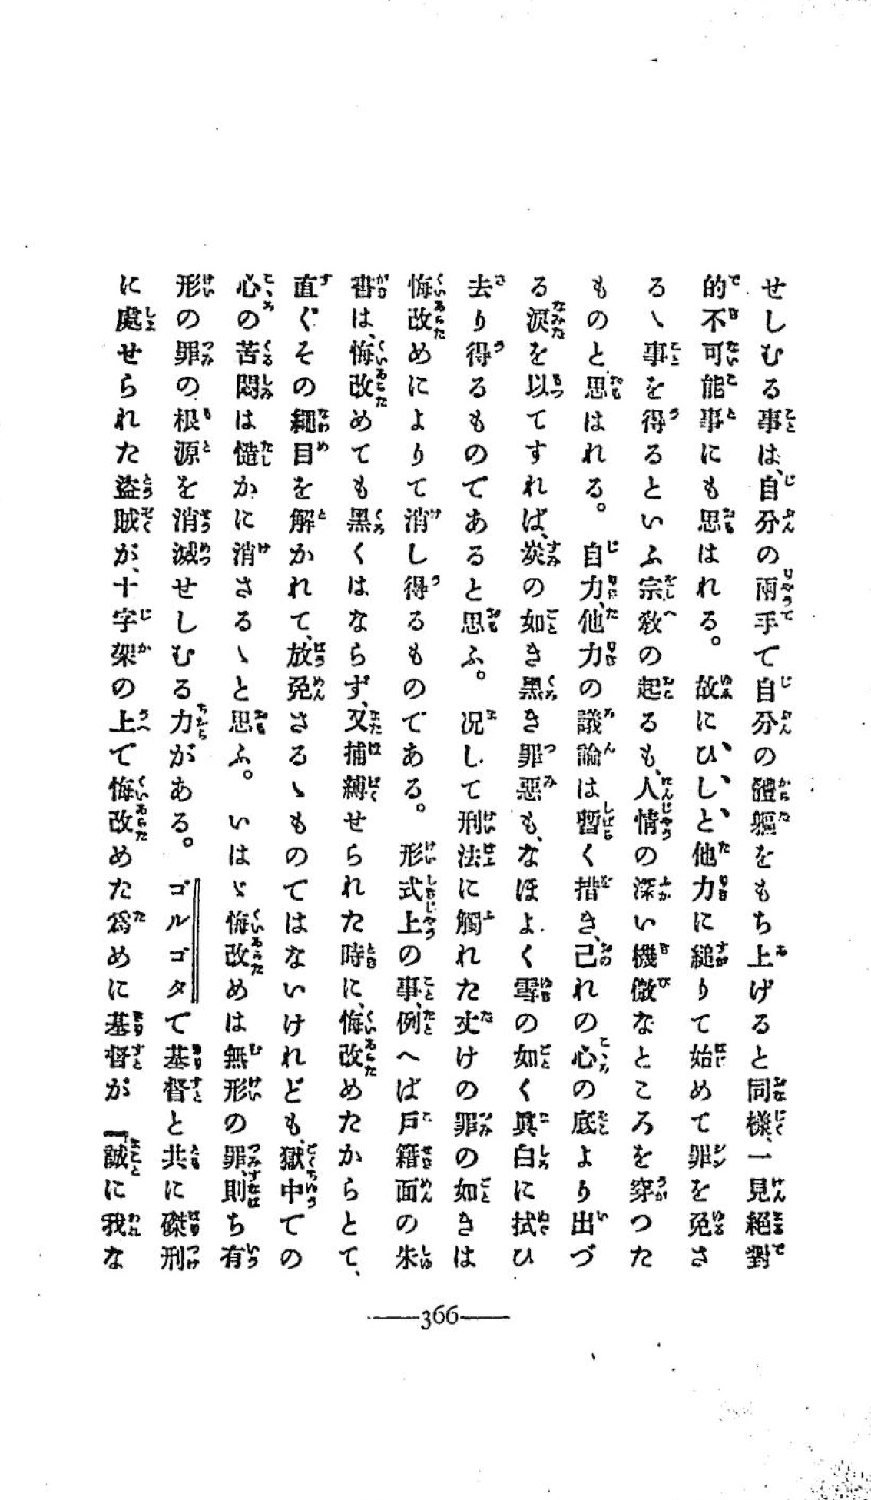 せしむる事は、自分の兩手で自分の體軀をもち上げると同樣、一見絕對
的不可能事にも思はれる。故にひしと他力に縋りて始めて罪を免さ
るゝ事を得るといふ宗敎の起るも、人情の深い機微なところを穿つた
ものと思はれる。自力、他力の議論は暫く措き、己れの心の底より出づ
る淚を以てすれば、炭の如き黑き罪惡も、なほよく雪の如く眞白に拭ひ
去り得るものであると思ふ。况して刑法に觸れた丈けの罪の如きは
悔改めによりて消し得るものである。形式上の事、例へば戶籍面の朱
書は、悔改めても黑くはならず、又捕縛せられた時に、悔改めたからとて、
直ぐその繩目を解かれて、放免さるゝものではないけれども、獄中ての
心の苦悶は慥かに消さるゝと思ふ。いはゞ悔改めは無形の罪、則ち有
形の罪の根源を消滅せしむる力がある。ゴルゴタで基督と共に磔刑
に處せられた盜賊が、十字架の上で悔改めた爲めに基督が『誠に我な
366